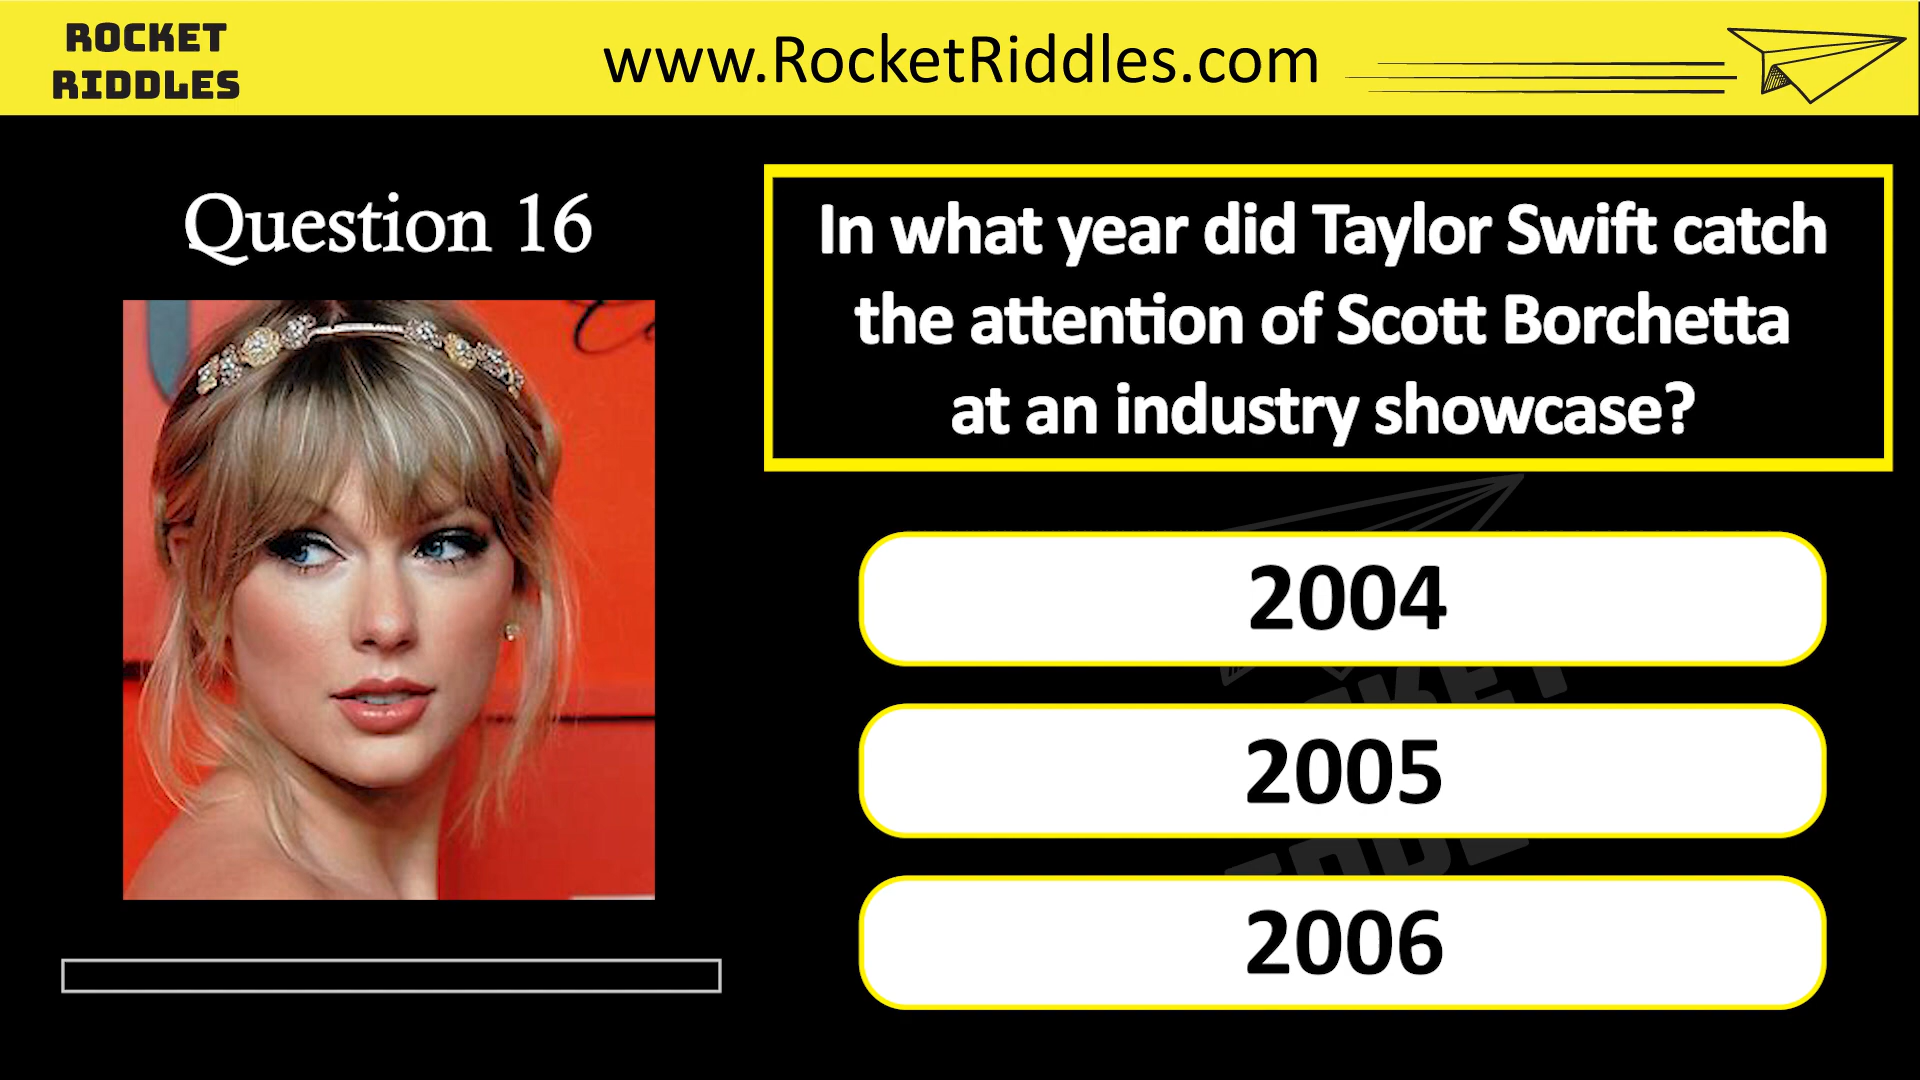 ROCKET
RIDDLES
www.RocketRiddles.com
Question 16
In what year did Taylor Swift catch
the attention of Scott Borchetta
at an industry showcase?
2004
2005
2006